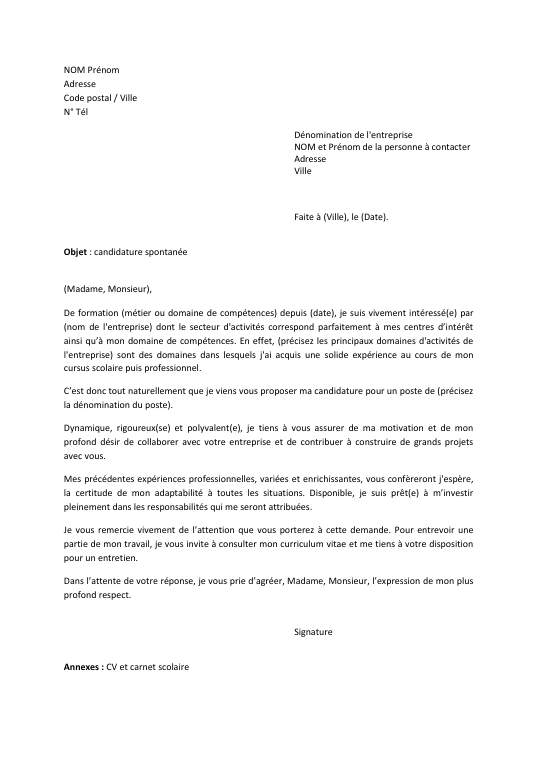 NOM Prénom
Adresse
Code postal / Ville
N° Tél
Dénomination de l'entreprise
NOM et Prénom de la personne à contacter
Adresse
Ville
Faite à (Ville), le (Date).
Objet : candidature spontanée
(Madame, Monsieur),
De formation (métier ou domaine de compétences) depuis (date), je suis vivement intéressé(e) par
(nom de l'entreprise) dont le secteur d'activités correspond parfaitement à mes centres d'intérêt
ainsi qu'à mon domaine de compétences. En effet, (précisez les principaux domaines d'activités de
l'entreprise) sont des domaines dans lesquels j'ai acquis une solide expérience au cours de mon
cursus scolaire puis professionnel.
C'est donc tout naturellement que je viens vous proposer ma candidature pour un poste de (précisez
la dénomination du poste).
Dynamique, rigoureux(se) et polyvalent(e), je tiens à vous assurer de ma motivation et de mon
profond désir de collaborer avec votre entreprise et de contribuer à construire de grands projets
avec vous.
Mes précédentes expériences professionnelles, variées et enrichissantes, vous confèreront j'espère,
la certitude de mon adaptabilité à toutes les situations. Disponible, je suis prêt(e) à m'investir
pleinement dans les responsabilités qui me seront attribuées.
Je vous remercie vivement de l'attention que vous porterez à cette demande. Pour entrevoir une
partie de mon travail, je vous invite à consulter mon curriculum vitae et me tiens à votre disposition
pour un entretien.
Dans l'attente de votre réponse, je vous prie d'agréer, Madame, Monsieur, l'expression de mon plus
profond respect.
Signature
Annexes : CV et carnet scolaire